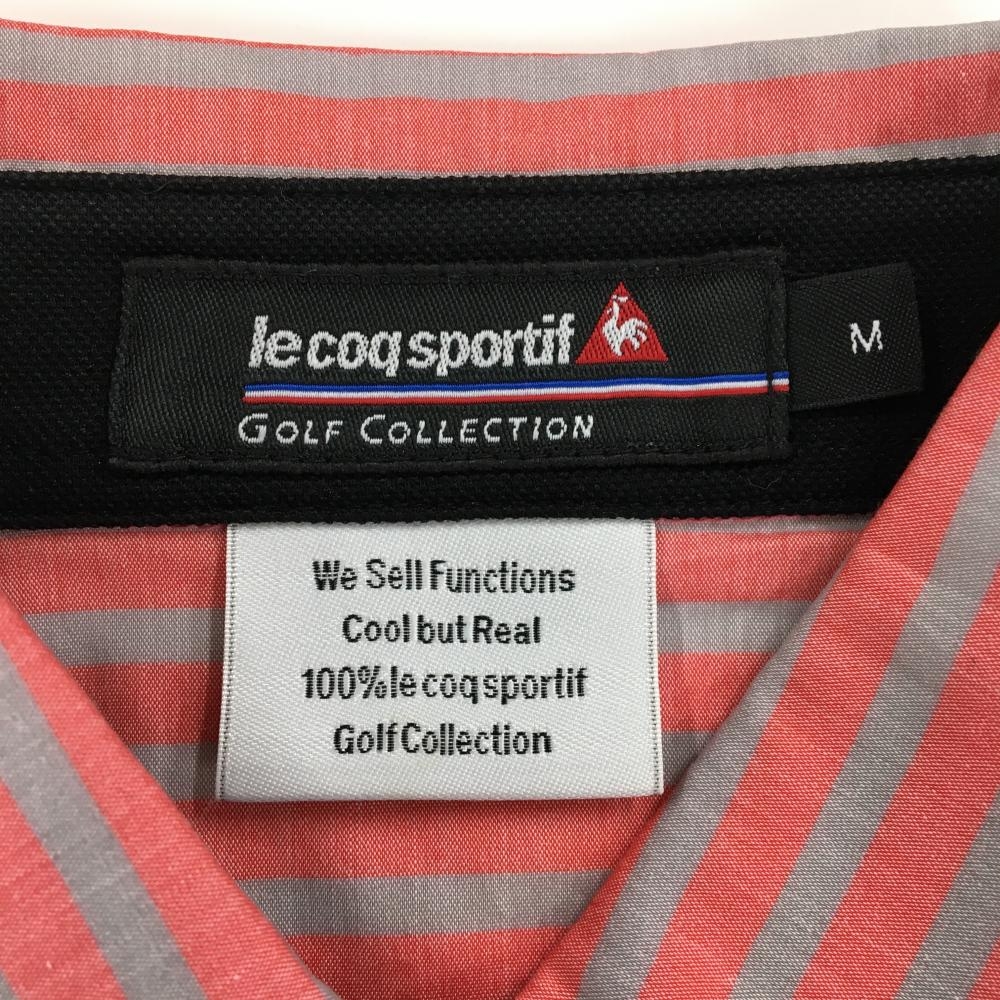 le coq sportif
GOLF COLLECTION
M
We Sell Functions
Cool but Real
100% le coq sportif
Golf Collection